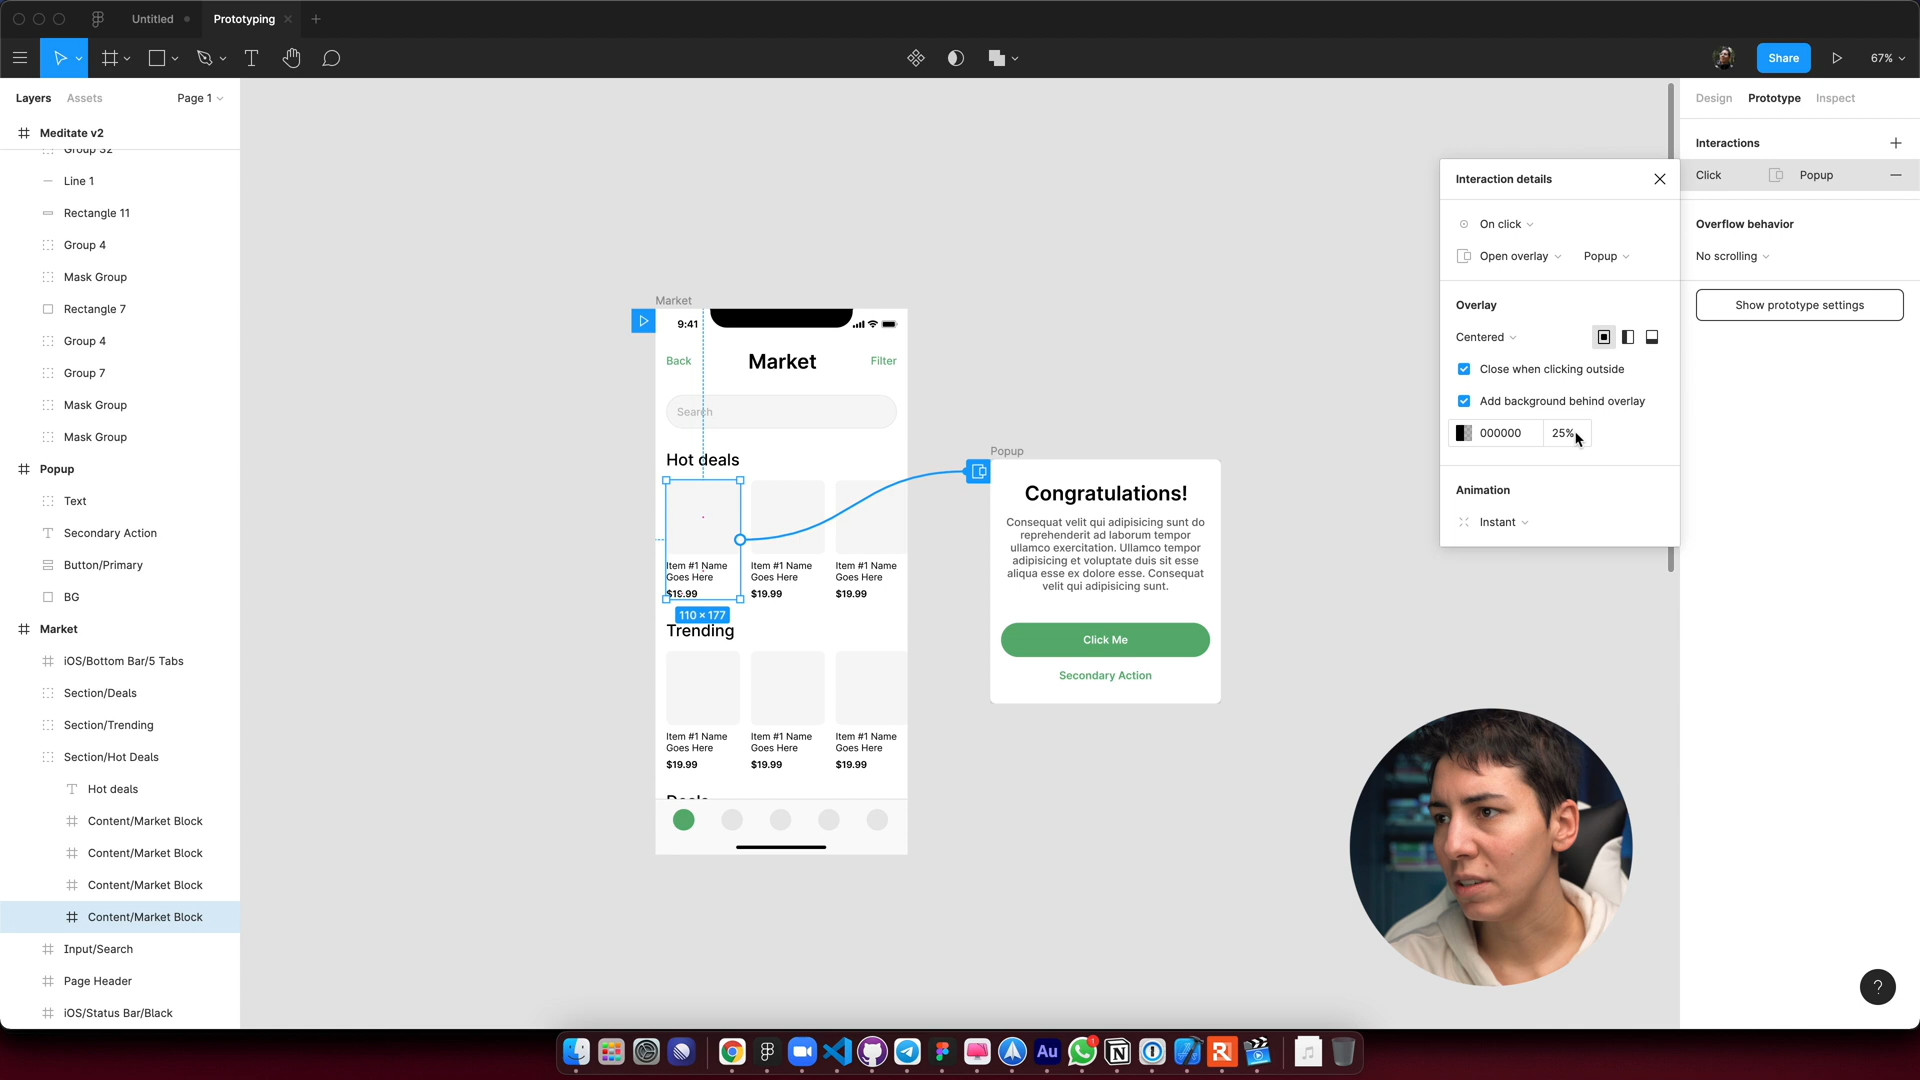 Untitled
Prototyping
Share
67%
Layers
Assets
Page 1
Meditate v2
Group 32
Line 1
Rectangle 11
Group 4
Mask Group
Rectangle 7
Group 4
Group 7
Mask Group
Mask Group
Popup
Text
Secondary Action
Button/Primary
BG
Market
iOS/Bottom Bar/5 Tabs
Section/Deals
Section/Trending
Section/Hot Deals
Hot deals
Content/Market Block
Content/Market Block
Content/Market Block
Content/Market Block
Input/Search
Page Header
iOS/Status Bar/Black
Market
9:41
Back
Market
Filter
Search
Hot deals
Item #1 Name
Goes Here
$19.99
Item #1 Name
Goes Here
$19.99
Item #1 Name
Goes Here
$19.99
110 × 177
Trending
Item #1 Name
Goes Here
$19.99
Item #1 Name
Goes Here
$19.99
Item #1 Name
Goes Here
$19.99
Deals
Popup
Congratulations!
Consequat velit qui adipisicing sunt do
reprehenderit ad laborum tempor
ullamco exercitation. Ullamco tempor
adipisicing et voluptate duis sit esse
aliqua esse ex dolore esse. Consequat
velit qui adipisicing sunt.
Click Me
Secondary Action
Interaction details
On click
Open overlay
Popup
Overlay
Centered
Close when clicking outside
Add background behind overlay
000000
25%
Animation
Instant
Design
Prototype
Inspect
Interactions
Click
Popup
Overflow behavior
No scrolling
Show prototype settings
?
Au
1